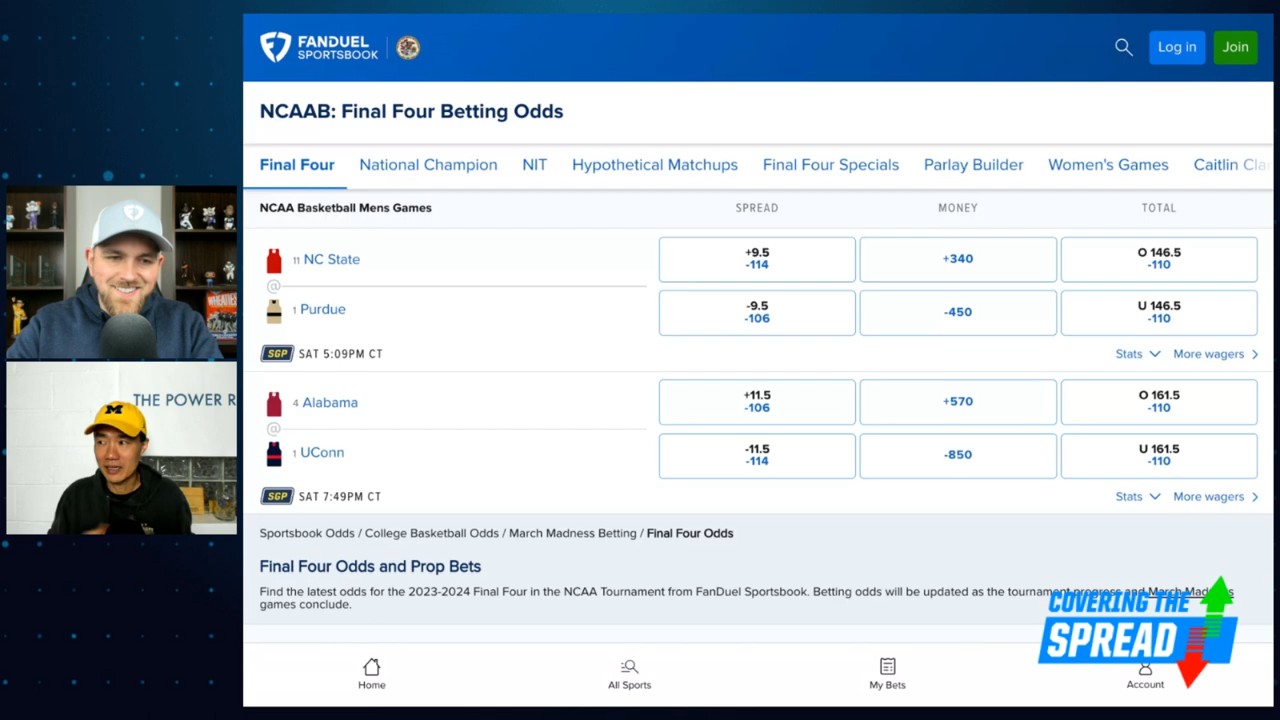 FANDUEL
SPORTSBOOK
Log in
Join
NCAAB: Final Four Betting Odds
Final Four National Champion NIT Hypothetical Matchups Final Four Specials Parlay Builder Women's Games Caitlin
NCAA Basketball Mens Games SPREAD MONEY TOTAL
11 NC State +9.5 -114 +340 O 146.5 -110
@
1 Purdue -9.5 -106 -450 U 146.5 -110
SGP SAT 5:09PM CT Stats More wagers
4 Alabama +11.5 -106 +570 O 161.5 -110
@
1 UConn -11.5 -114 -850 U 161.5 -110
SGP SAT 7:49PM CT Stats More wagers
Sportsbook Odds / College Basketball Odds / March Madness Betting / Final Four Odds
Final Four Odds and Prop Bets
Find the latest odds for the 2023-2024 Final Four in the NCAA Tournament from FanDuel Sportsbook. Betting odds will be updated as the tournament progress and March
games conclude.
COVERING THE
SPREAD
Home All Sports My Bets Account
WHEATIES
THE POWER R
M